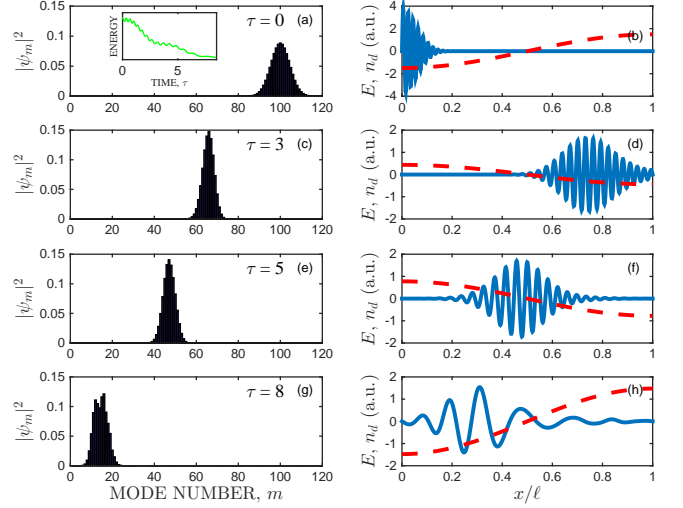 ENERGY
0 5
TIME, τ
τ = 0 (a)
|ψm|²
0.15
0.1
0.05
0
0 20 40 60 80 100 120
(b)
E, nd (a.u.)
4
2
0
-2
-4
0 0.2 0.4 0.6 0.8 1
τ = 3 (c)
|ψm|²
0.15
0.1
0.05
0
0 20 40 60 80 100 120
(d)
E, nd (a.u.)
2
1
0
-1
-2
0 0.2 0.4 0.6 0.8 1
τ = 5 (e)
|ψm|²
0.15
0.1
0.05
0
0 20 40 60 80 100 120
(f)
E, nd (a.u.)
2
1
0
-1
-2
0 0.2 0.4 0.6 0.8 1
τ = 8 (g)
|ψm|²
0.15
0.1
0.05
0
0 20 40 60 80 100 120
MODE NUMBER, m
(h)
E, nd (a.u.)
2
1
0
-1
-2
0 0.2 0.4 0.6 0.8 1
x/ℓ